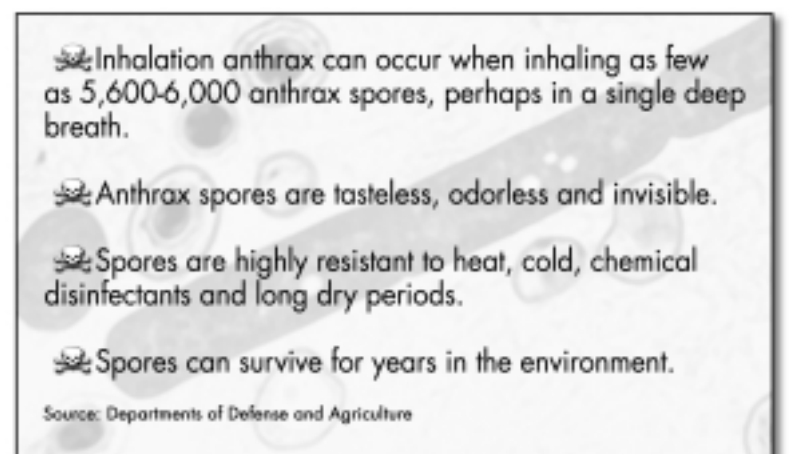 Inhalation anthrax can occur when inhaling as few
as 5,600-6,000 anthrax spores, perhaps in a single deep
breath.
Anthrax spores are tasteless, odorless and invisible.
Spores are highly resistant to heat, cold, chemical
disinfectants and long dry periods.
Spores can survive for years in the environment.
Source: Departments of Defense and Agriculture